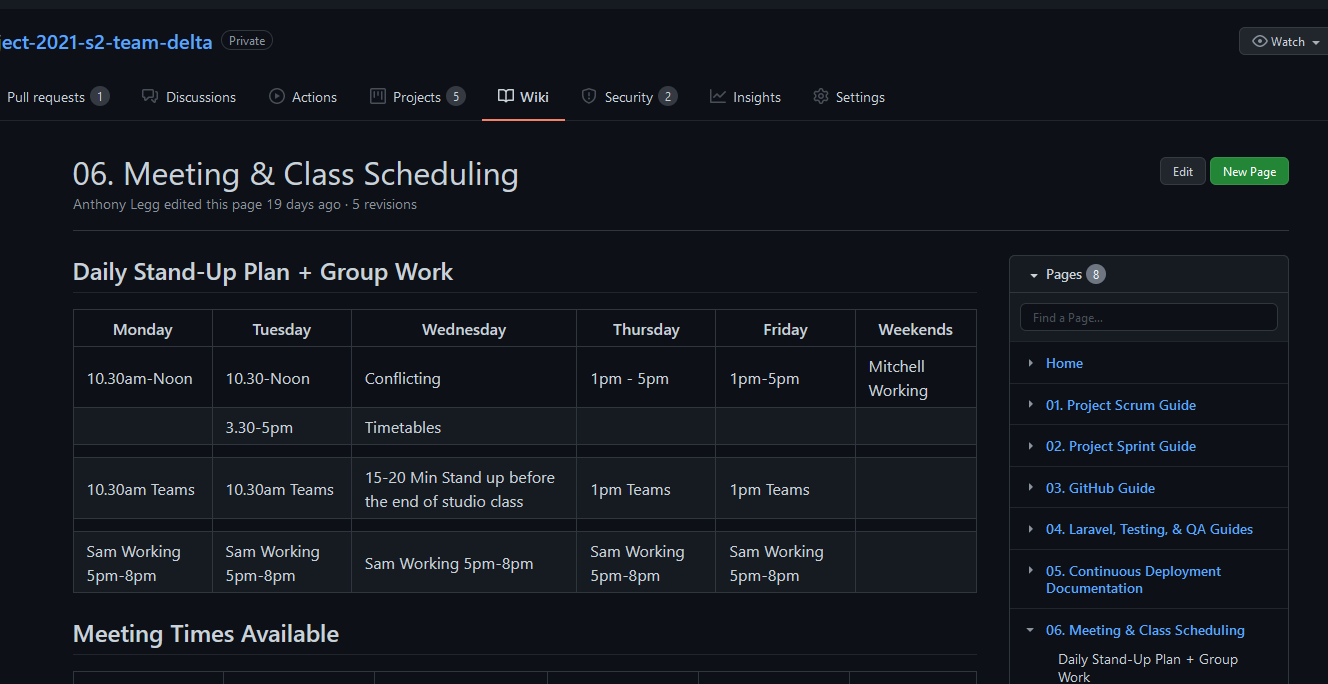 ject-2021-s2-team-delta Private
Watch
Pull requests 1 Discussions Actions Projects 5 Wiki Security 2 Insights Settings
06. Meeting & Class Scheduling
Edit New Page
Anthony Legg edited this page 19 days ago · 5 revisions
Daily Stand-Up Plan + Group Work
Monday Tuesday Wednesday Thursday Friday Weekends
10.30am-Noon 10.30-Noon Conflicting 1pm - 5pm 1pm-5pm Mitchell Working
3.30-5pm Timetables
10.30am Teams 10.30am Teams 15-20 Min Stand up before the end of studio class 1pm Teams 1pm Teams
Sam Working 5pm-8pm Sam Working 5pm-8pm Sam Working 5pm-8pm Sam Working 5pm-8pm Sam Working 5pm-8pm
Meeting Times Available
Pages 8
Find a Page...
Home
01. Project Scrum Guide
02. Project Sprint Guide
03. GitHub Guide
04. Laravel, Testing, & QA Guides
05. Continuous Deployment
Documentation
06. Meeting & Class Scheduling
Daily Stand-Up Plan + Group
Work